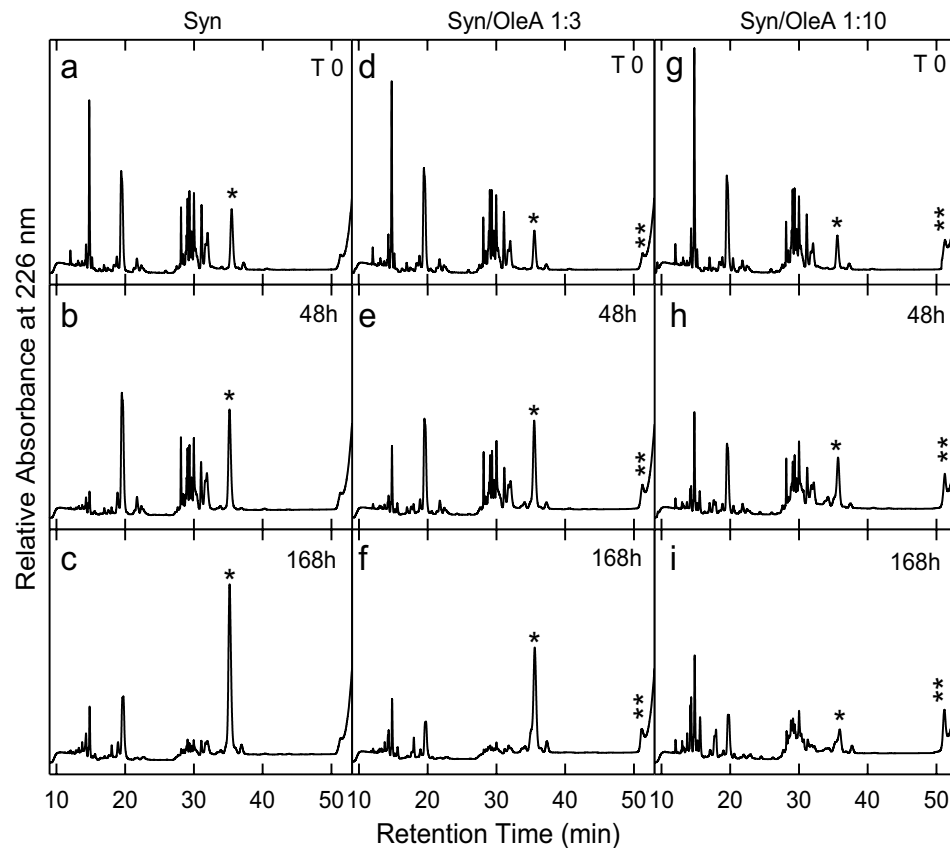 Syn Syn/OleA 1:3 Syn/OleA 1:10
a T 0 d T 0 g T 0
* * ** * **
b 48h e 48h h 48h
* * ** * **
c 168h f 168h i 168h
* * ** * **
Relative Absorbance at 226 nm
10 20 30 40 50 10 20 30 40 50 10 20 30 40 50
Retention Time (min)